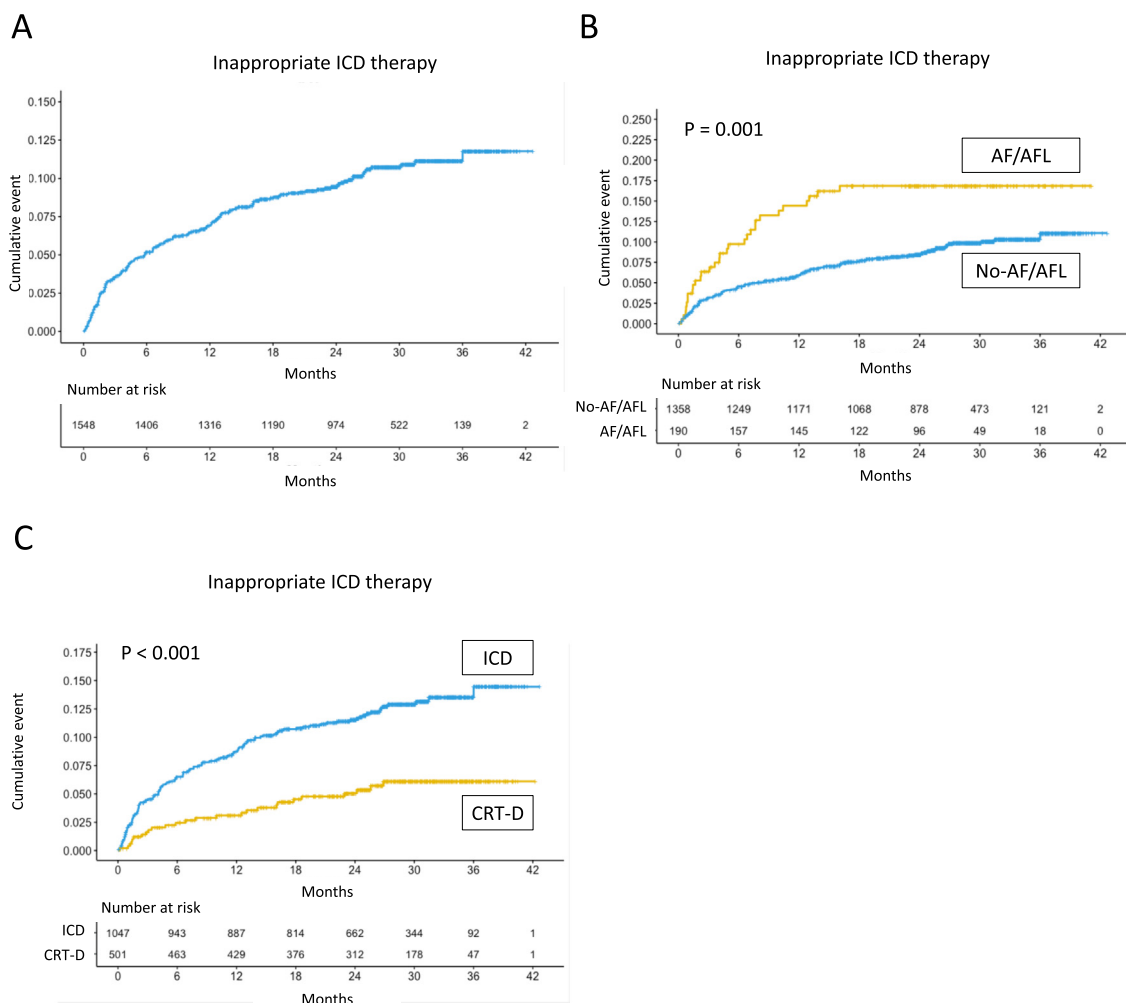 A
Inappropriate ICD therapy
Cumulative event
0.150
0.125
0.100
0.075
0.050
0.025
0.000
0 6 12 18 24 30 36 42
Months
Number at risk
1548 1406 1316 1190 974 522 139 2
0 6 12 18 24 30 36 42
Months
B
Inappropriate ICD therapy
Cumulative event
0.250
0.225
0.200
0.175
0.150
0.125
0.100
0.075
0.050
0.025
0.000
P = 0.001
AF/AFL
No-AF/AFL
0 6 12 18 24 30 36 42
Months
Number at risk
No-AF/AFL 1358 1249 1171 1068 878 473 121 2
AF/AFL 190 157 145 122 96 49 18 0
0 6 12 18 24 30 36 42
Months
C
Inappropriate ICD therapy
Cumulative event
0.175
0.150
0.125
0.100
0.075
0.050
0.025
0.000
P < 0.001
ICD
CRT-D
0 6 12 18 24 30 36 42
Months
Number at risk
ICD 1047 943 887 814 662 344 92 1
CRT-D 501 463 429 376 312 178 47 1
0 6 12 18 24 30 36 42
Months